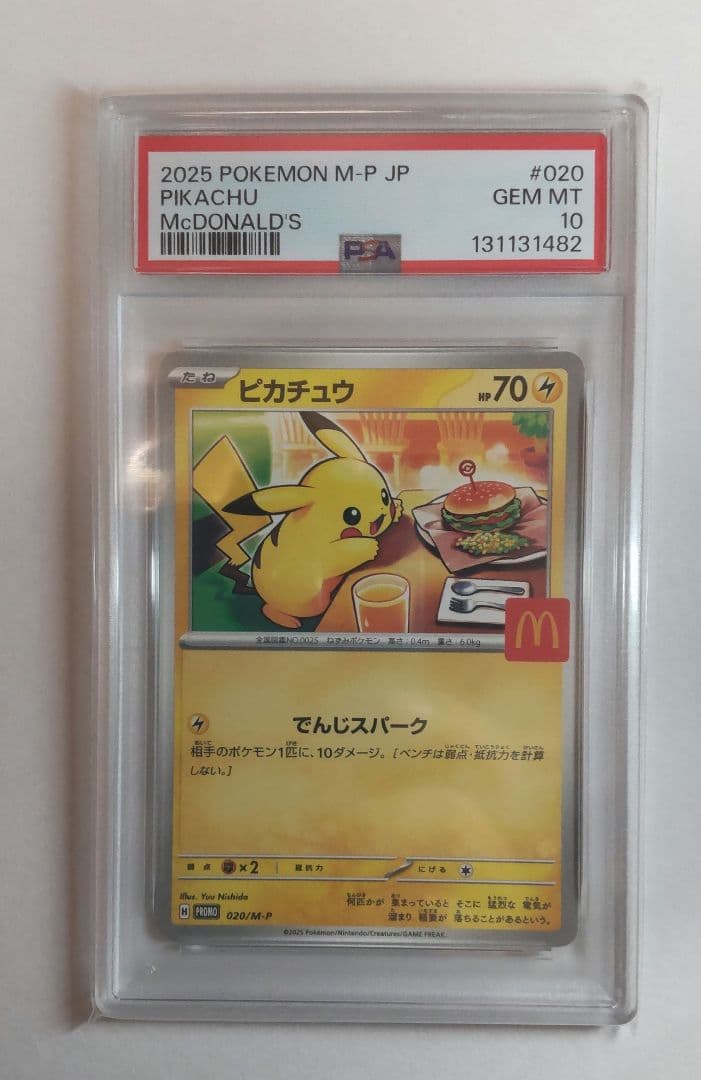 2025 POKEMON M-P JP #020
PIKACHU GEM MT
McDONALD'S 10
131131482
PSA
たね ピカチュウ HP 70
全国図鑑NO.0025 ねずみポケモン 高さ:0.4m 重さ:6.0kg
M
でんじスパーク
相手のポケモン1匹に、10ダメージ。[ベンチは弱点・抵抗力を計算
しない。]
弱点 ×2 抵抗力 にげる
Illus. Yuu Nishida
何匹かが 集まっていると そこに 猛烈な 電気が
溜まり 稲妻が 落ちることがあるという。
H PROMO 020/M-P
©2025 Pokémon/Nintendo/Creatures/GAME FREAK.